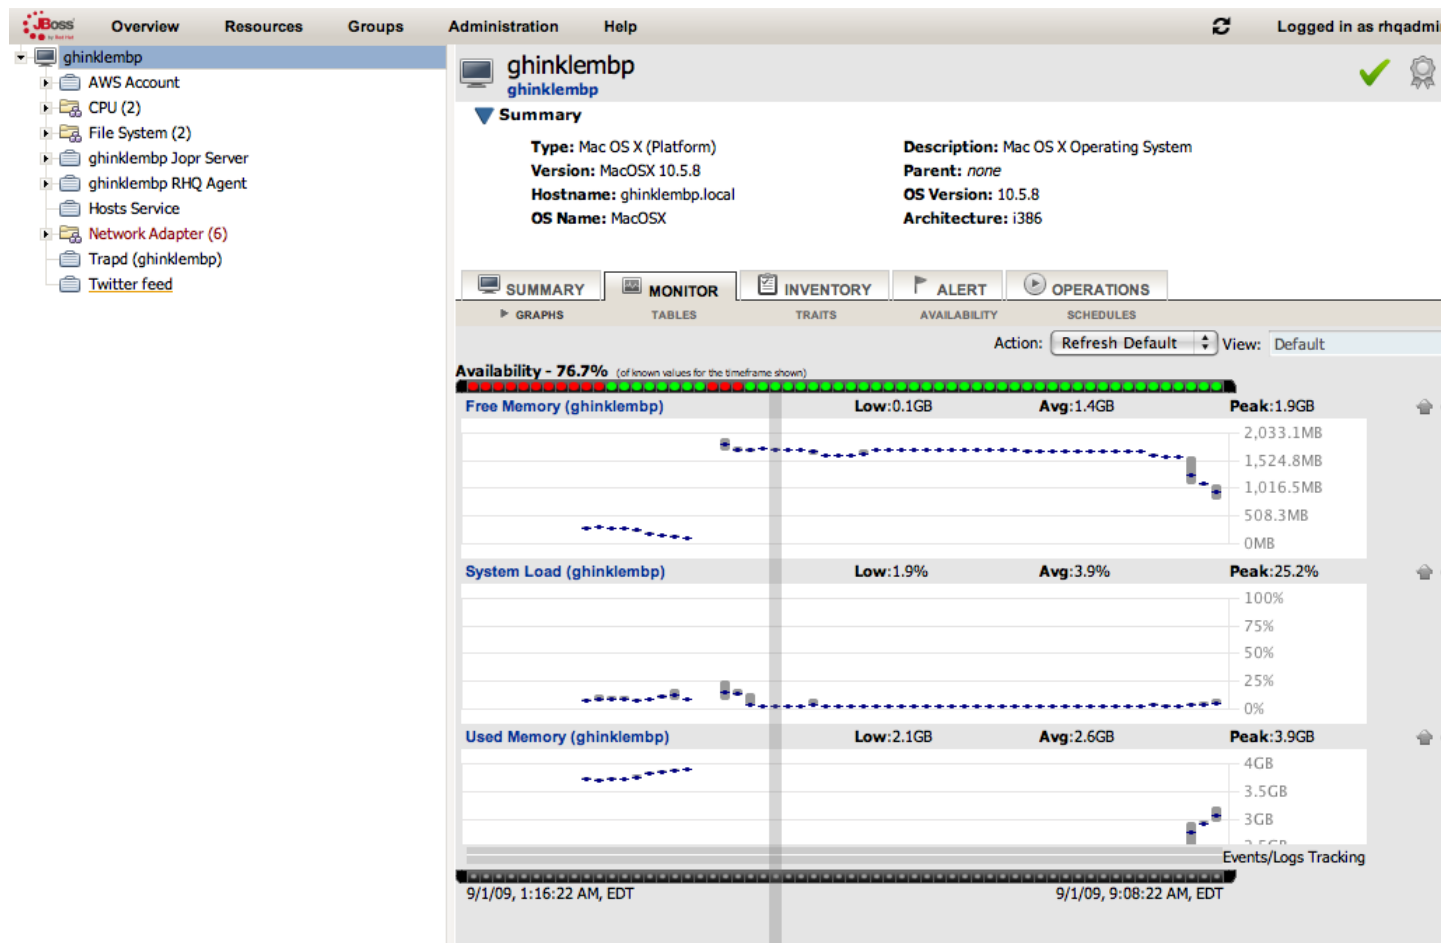 JBoss
by Red Hat
Overview Resources Groups Administration Help Logged in as rhqadmi
ghinklembp
AWS Account
CPU (2)
File System (2)
ghinklembp Jopr Server
ghinklembp RHQ Agent
Hosts Service
Network Adapter (6)
Trapd (ghinklembp)
Twitter feed
ghinklembp
ghinklembp
Summary
Type: Mac OS X (Platform) Description: Mac OS X Operating System
Version: MacOSX 10.5.8 Parent: none
Hostname: ghinklembp.local OS Version: 10.5.8
OS Name: MacOSX Architecture: i386
SUMMARY MONITOR INVENTORY ALERT OPERATIONS
GRAPHS TABLES TRAITS AVAILABILITY SCHEDULES
Action: Refresh Default View: Default
Availability - 76.7% (of known values for the timeframe shown)
Free Memory (ghinklembp) Low:0.1GB Avg:1.4GB Peak:1.9GB
2,033.1MB
1,524.8MB
1,016.5MB
508.3MB
0MB
System Load (ghinklembp) Low:1.9% Avg:3.9% Peak:25.2%
100%
75%
50%
25%
0%
Used Memory (ghinklembp) Low:2.1GB Avg:2.6GB Peak:3.9GB
4GB
3.5GB
3GB
2.5GB
Events/Logs Tracking
9/1/09, 1:16:22 AM, EDT 9/1/09, 9:08:22 AM, EDT